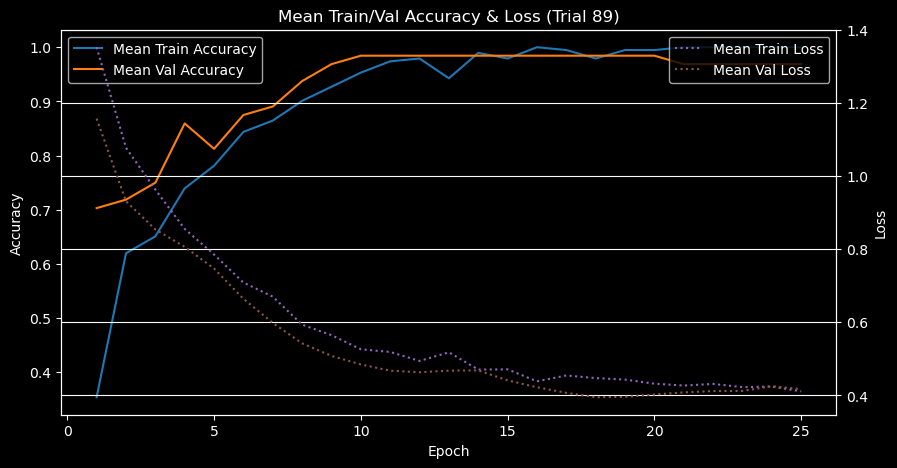 Mean Train/Val Accuracy & Loss (Trial 89)
Mean Train Accuracy
Mean Val Accuracy
Mean Train Loss
Mean Val Loss
Accuracy
1.0
0.9
0.8
0.7
0.6
0.5
0.4
Loss
1.4
1.2
1.0
0.8
0.6
0.4
0
5
10
15
20
25
Epoch